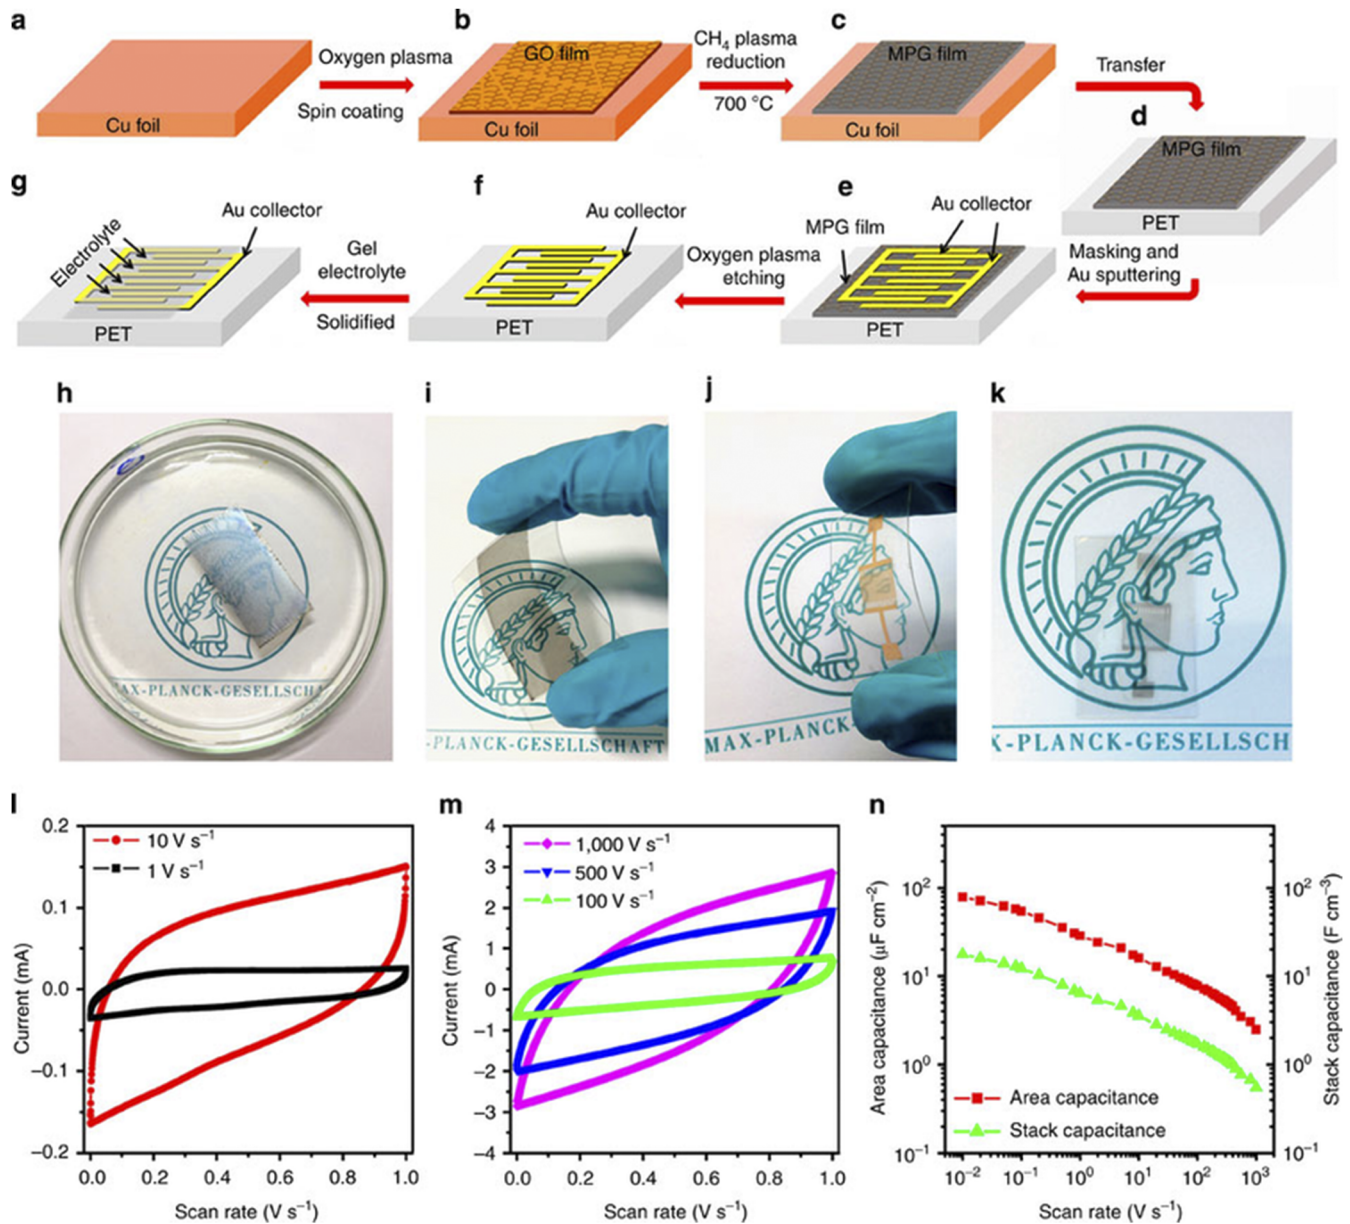 a
b
c
Oxygen plasma
Spin coating
Cu foil
GO film
Cu foil
CH₄ plasma
reduction
700 °C
MPG film
Cu foil
Transfer
d
MPG film
PET
g
f
e
Masking and
Au sputtering
Au collector
MPG film
PET
Oxygen plasma
etching
Au collector
PET
Gel
electrolyte
Solidified
Au collector
Electrolyte
PET
h
i
j
k
AX-PLANCK-GESELLSCHA
-PLANCK-GESELLSCHAFT
MAX-PLANCK-
X-PLANCK-GESELLSCH
l
10 V s⁻¹
1 V s⁻¹
Current (mA)
0.2
0.1
0.0
−0.1
−0.2
0.0 0.2 0.4 0.6 0.8 1.0
Scan rate (V s⁻¹)
m
1,000 V s⁻¹
500 V s⁻¹
100 V s⁻¹
Current (mA)
4
3
2
1
0
−1
−2
−3
−4
0.0 0.2 0.4 0.6 0.8 1.0
Scan rate (V s⁻¹)
n
Area capacitance (μF cm⁻²)
10²
10¹
10⁰
10⁻¹
Area capacitance
Stack capacitance
10⁻² 10⁻¹ 10⁰ 10¹ 10² 10³
Scan rate (V s⁻¹)
10²
10¹
10⁰
10⁻¹
Stack capacitance (F cm⁻³)